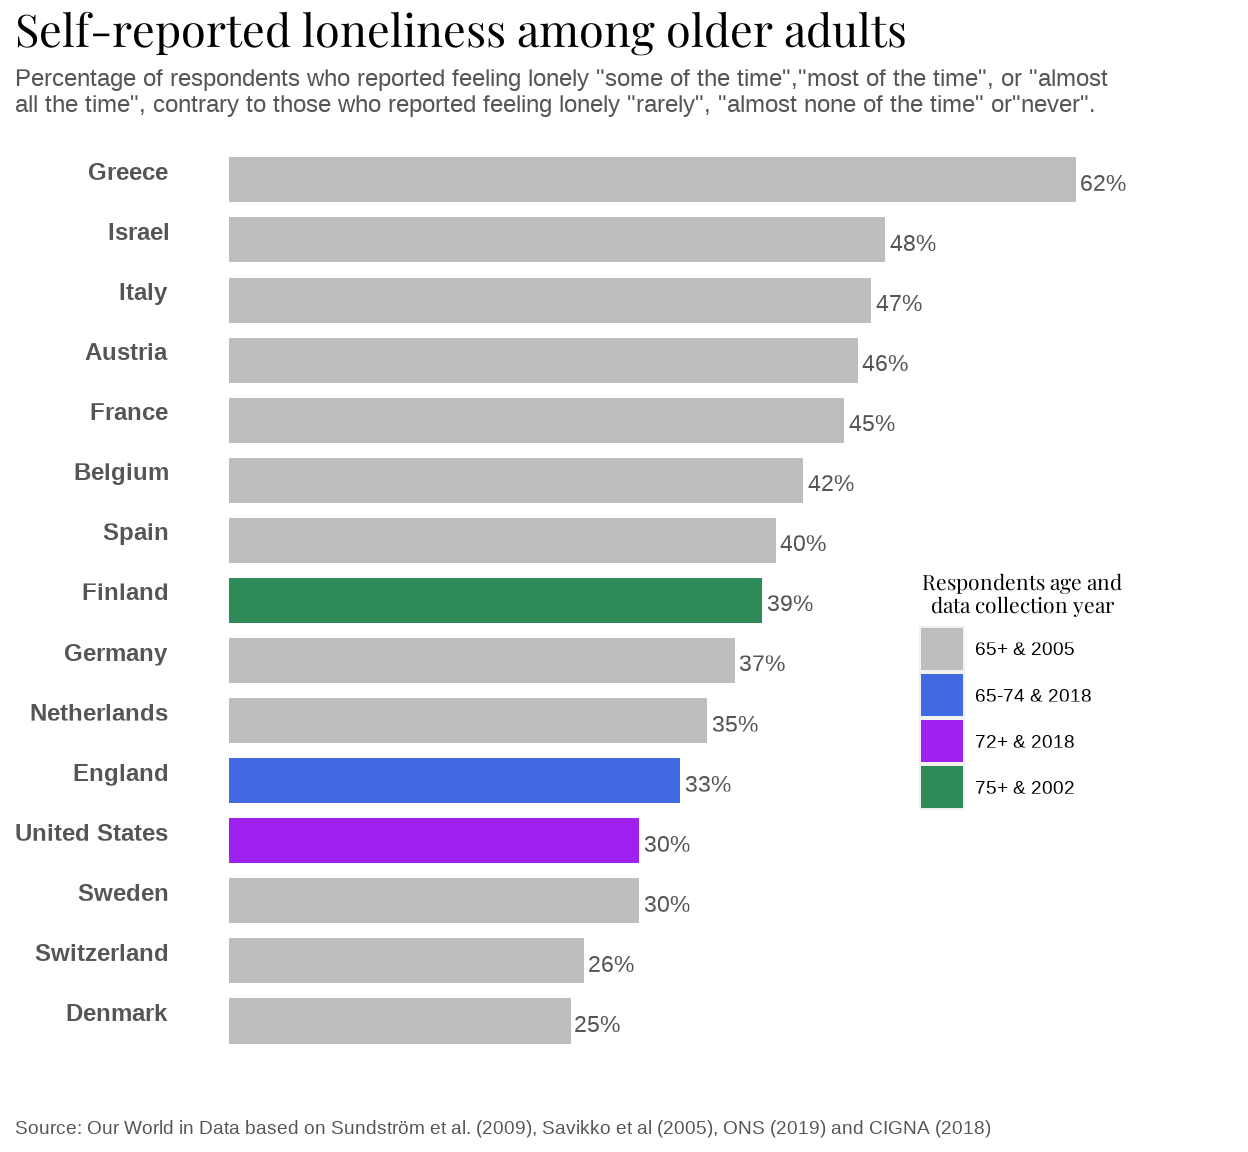 Self-reported loneliness among older adults
Percentage of respondents who reported feeling lonely "some of the time","most of the time", or "almost
all the time", contrary to those who reported feeling lonely "rarely", "almost none of the time" or"never".
Greece 62%
Israel 48%
Italy 47%
Austria 46%
France 45%
Belgium 42%
Spain 40%
Finland 39%
Germany 37%
Netherlands 35%
England 33%
United States 30%
Sweden 30%
Switzerland 26%
Denmark 25%
Respondents age and
data collection year
65+ & 2005
65-74 & 2018
72+ & 2018
75+ & 2002
Source: Our World in Data based on Sundström et al. (2009), Savikko et al (2005), ONS (2019) and CIGNA (2018)